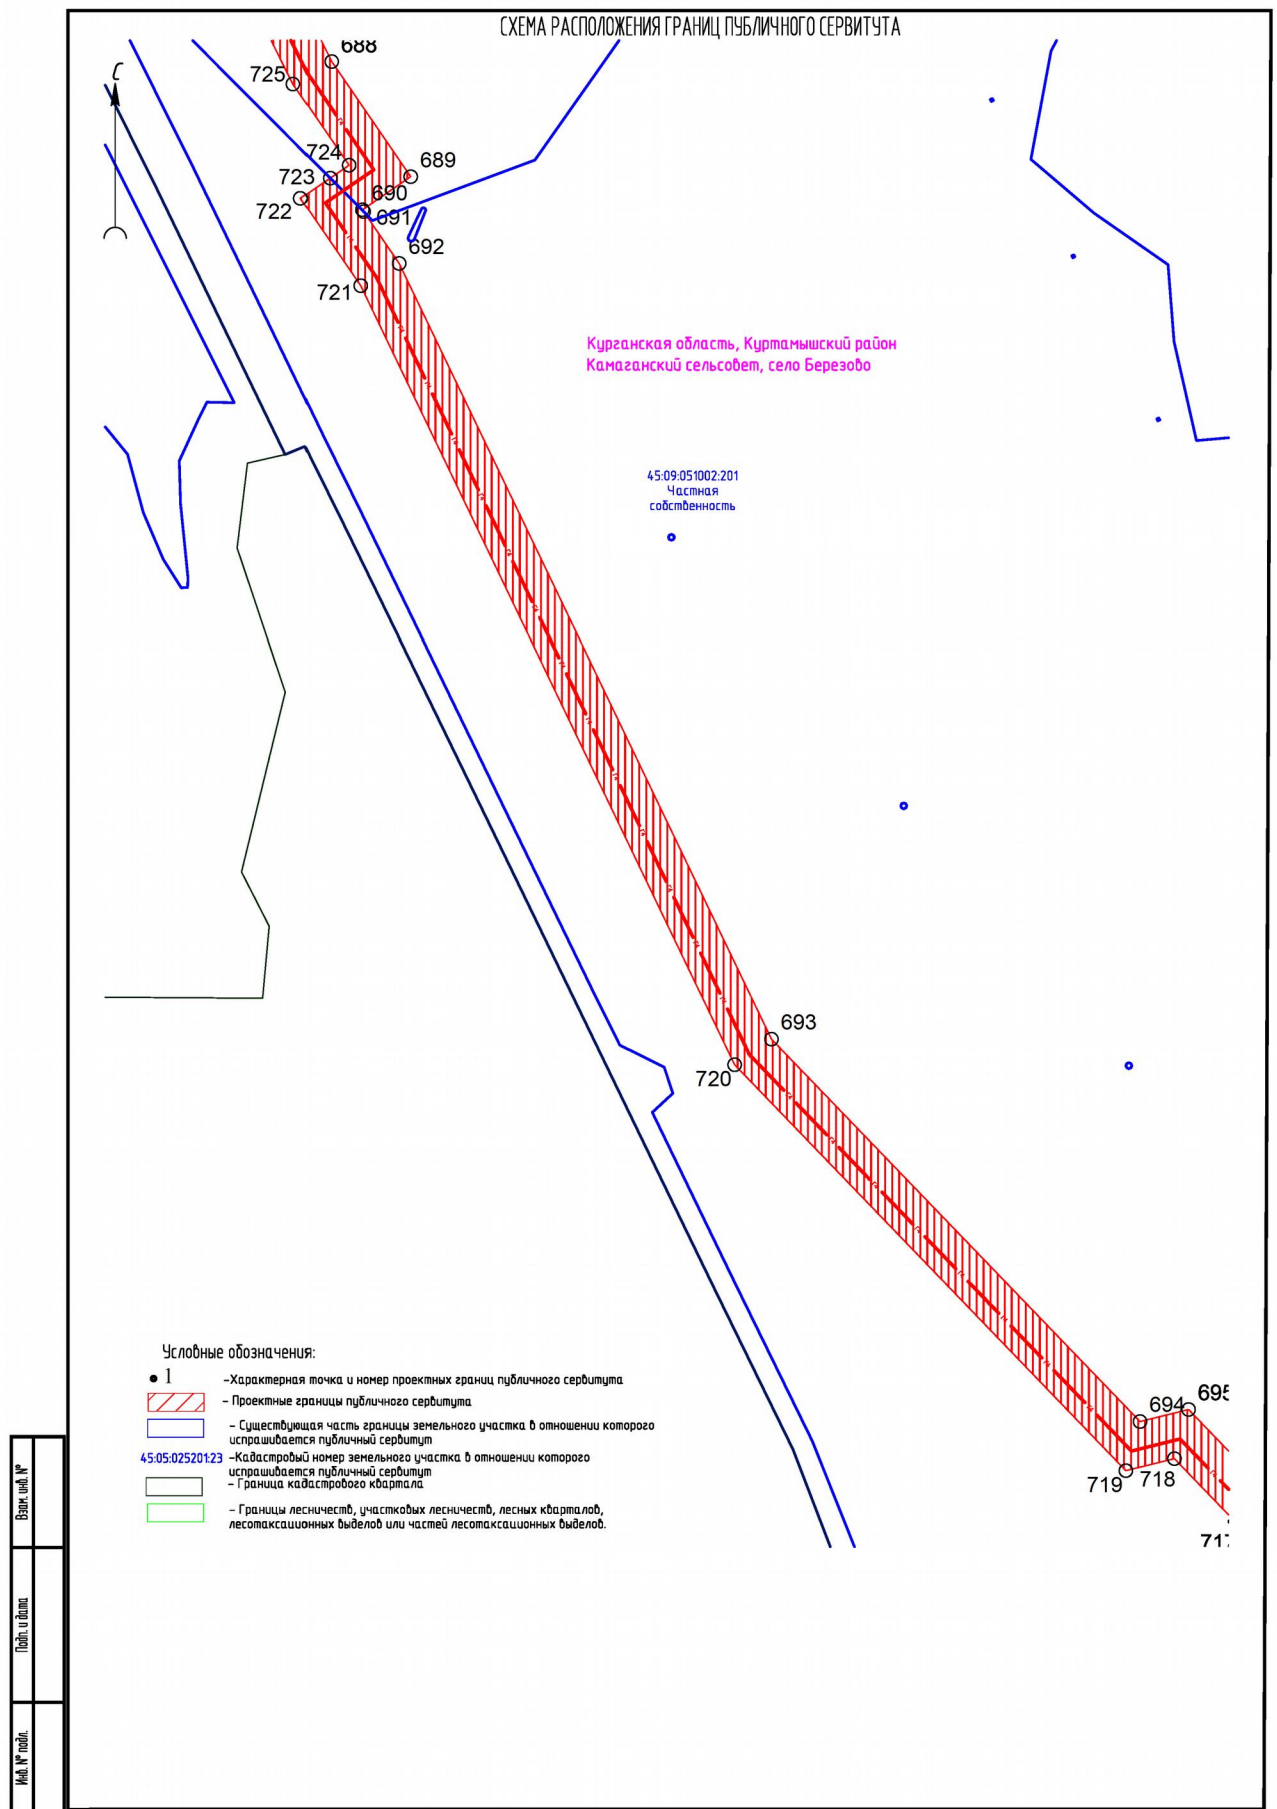 СХЕМА РАСПОЛОЖЕНИЯ ГРАНИЦ ПУБЛИЧНОГО СЕРВИТУТА
С
688
725
724
689
723
690
722
691
692
721
Курганская область, Куртамышский район
Камаганский сельсовет, село Березово
45:09:051002:201
Частная
собственность
693
720
694
695
719
718
717
Условные обозначения:
1
-Характерная точка и номер проектных границ публичного сервитута
- Проектные границы публичного сервитута
- Существующая часть границы земельного участка в отношении которого
испрашивается публичный сервитут
45:05:025201:23 -Кадастровый номер земельного участка в отношении которого
испрашивается публичный сервитут
- Граница кадастрового квартала
- Границы лесничеств, участковых лесничеств, лесных кварталов,
лесотаксационных выделов или частей лесотаксационных выделов.
Взам. инв. №
Подп. и дата
Инв. № подл.